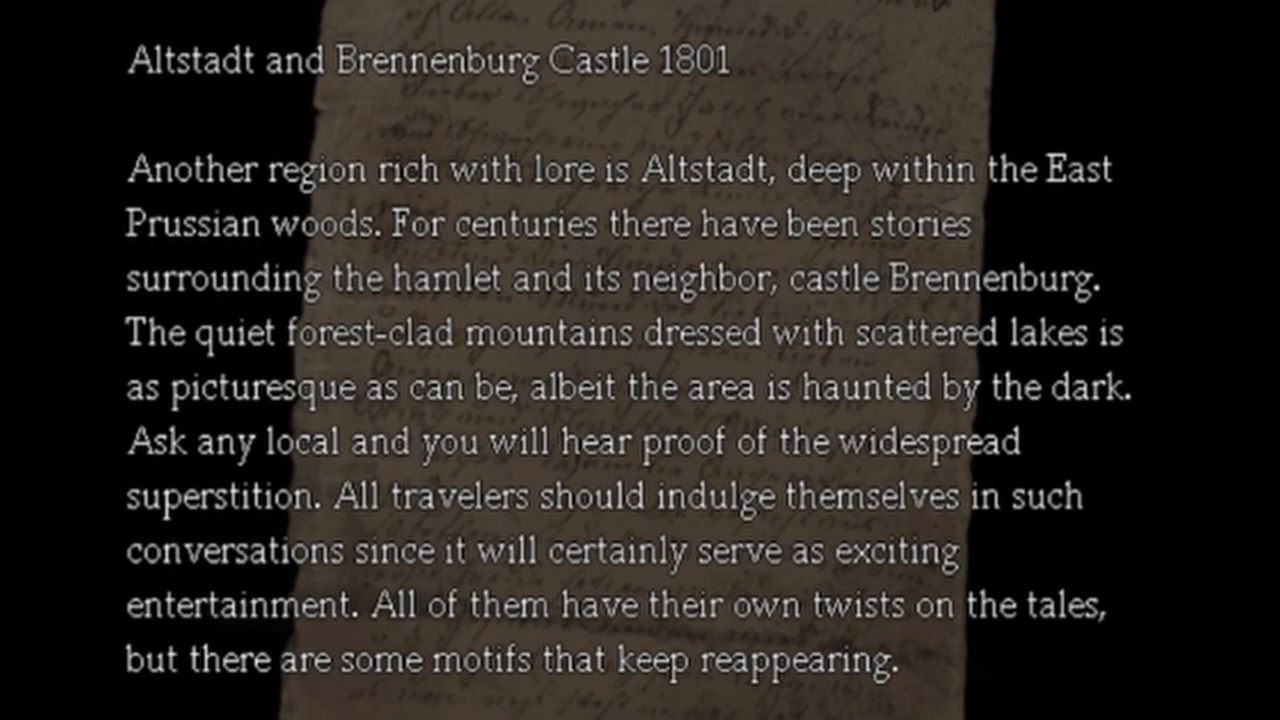 Altstadt and Brennenburg Castle 1801
Another region rich with lore is Altstadt, deep within the East
Prussian woods. For centuries there have been stories
surrounding the hamlet and its neighbor, castle Brennenburg.
The quiet forest-clad mountains dressed with scattered lakes is
as picturesque as can be, albeit the area is haunted by the dark.
Ask any local and you will hear proof of the widespread
superstition. All travelers should indulge themselves in such
conversations since it will certainly serve as exciting
entertainment. All of them have their own twists on the tales,
but there are some motifs that keep reappearing.